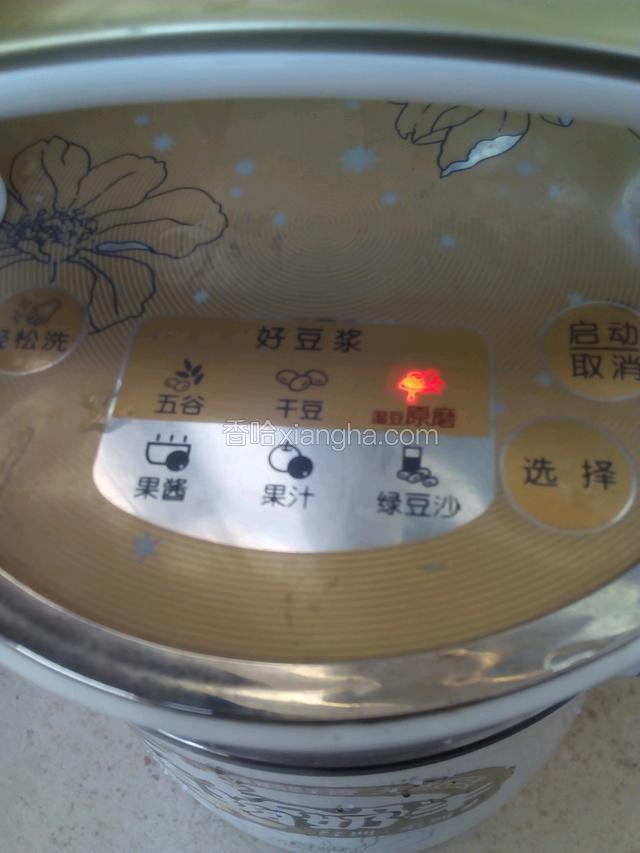 好豆浆
轻松洗
启动
取消
五谷
干豆
湿豆原磨
香哈xiangha.com
选择
果酱
果汁
绿豆沙